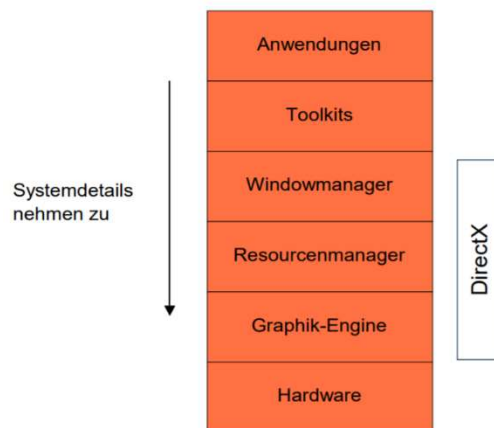 Anwendungen
Toolkits
Systemdetails
nehmen zu
Windowmanager
Resourcenmanager
Graphik-Engine
Hardware
DirectX